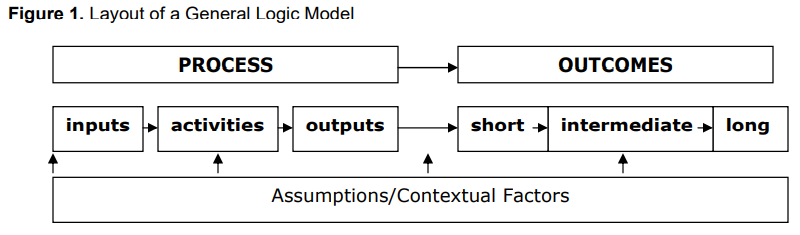 Figure 1. Layout of a General Logic Model
PROCESS OUTCOMES
inputs activities outputs short intermediate long
Assumptions/Contextual Factors